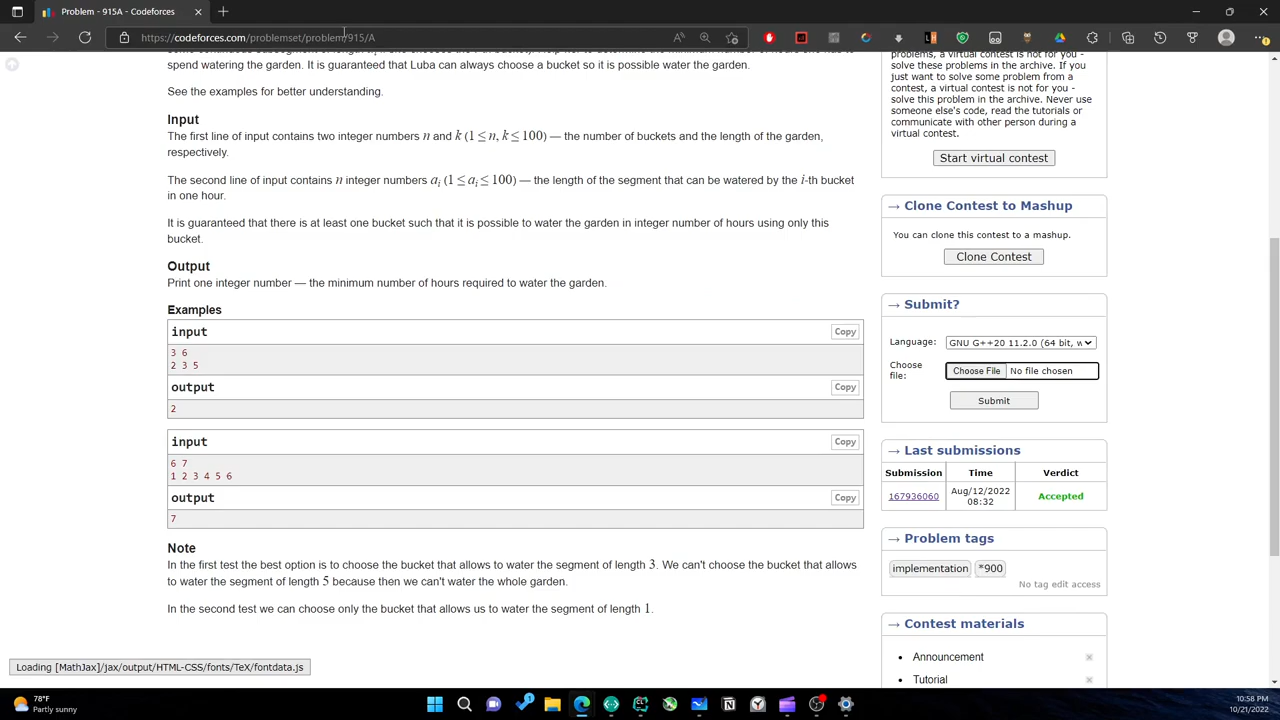 Problem - 915A - Codeforces
https://codeforces.com/problemset/problem/915/A
spend watering the garden. It is guaranteed that Luba can always choose a bucket so it is possible water the garden.
See the examples for better understanding.
Input
The first line of input contains two integer numbers n and k (1 ≤ n, k ≤ 100) — the number of buckets and the length of the garden,
respectively.
The second line of input contains n integer numbers ai (1 ≤ ai ≤ 100) — the length of the segment that can be watered by the i-th bucket
in one hour.
It is guaranteed that there is at least one bucket such that it is possible to water the garden in integer number of hours using only this
bucket.
Output
Print one integer number — the minimum number of hours required to water the garden.
Examples
input
Copy
3 6
2 3 5
output
Copy
2
input
Copy
6 7
1 2 3 4 5 6
output
Copy
7
Note
In the first test the best option is to choose the bucket that allows to water the segment of length 3. We can't choose the bucket that allows
to water the segment of length 5 because then we can't water the whole garden.
In the second test we can choose only the bucket that allows us to water the segment of length 1.
problems, a virtual contest is not for you -
solve these problems in the archive. If you
just want to solve some problem from a
contest, a virtual contest is not for you -
solve this problem in the archive. Never use
someone else's code, read the tutorials or
communicate with other person during a
virtual contest.
Start virtual contest
→ Clone Contest to Mashup
You can clone this contest to a mashup.
Clone Contest
→ Submit?
Language:
GNU G++20 11.2.0 (64 bit, w
Choose
file:
Choose File No file chosen
Submit
→ Last submissions
Submission Time Verdict
167936060 Aug/12/2022
08:32
Accepted
→ Problem tags
implementation *900
No tag edit access
→ Contest materials
Announcement
Tutorial
Loading [MathJax]/jax/output/HTML-CSS/fonts/TeX/fontdata.js
78°F
Partly sunny
10:58 PM
10/21/2022